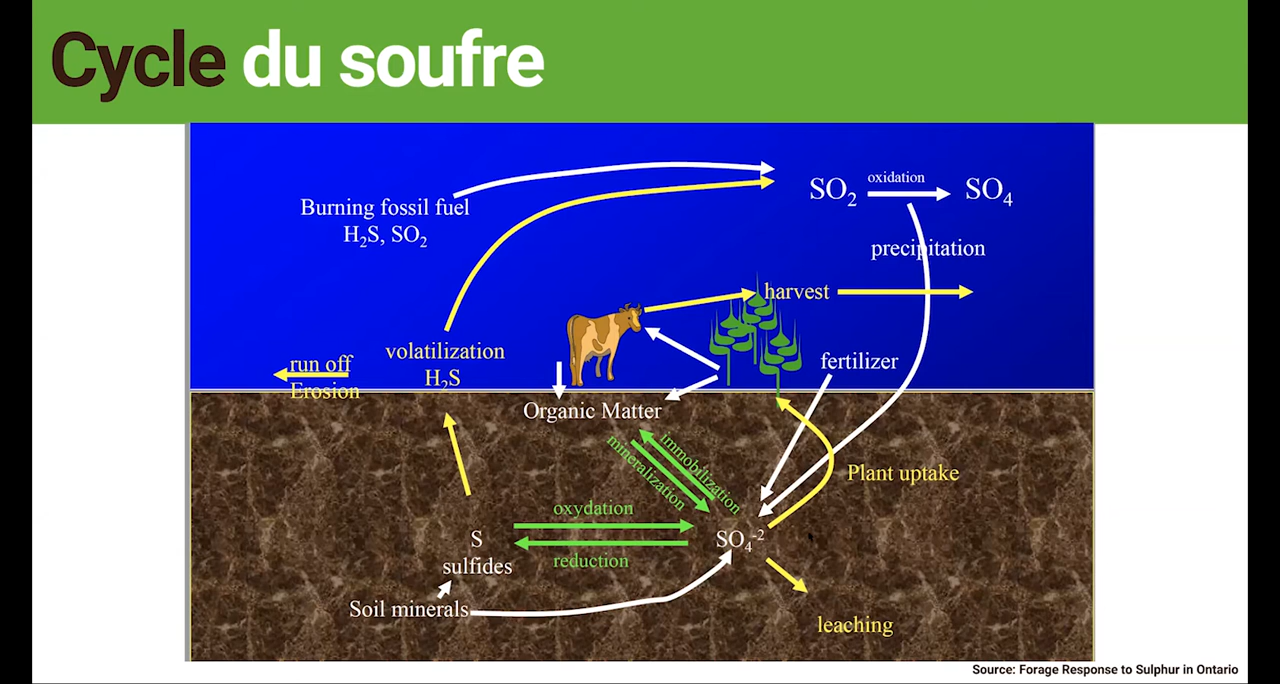 Cycle du soufre
Burning fossil fuel
H₂S, SO₂
SO₂
oxidation
SO₄
precipitation
harvest
run off
Erosion
volatilization
H₂S
fertilizer
Organic Matter
immobilization
mineralization
Plant uptake
oxydation
S
sulfides
reduction
SO₄⁻²
Soil minerals
leaching
Source: Forage Response to Sulphur in Ontario